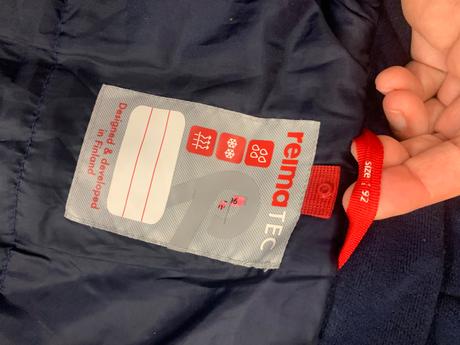 reima TEC
Designed & developed
in Finland
SIZE: 92